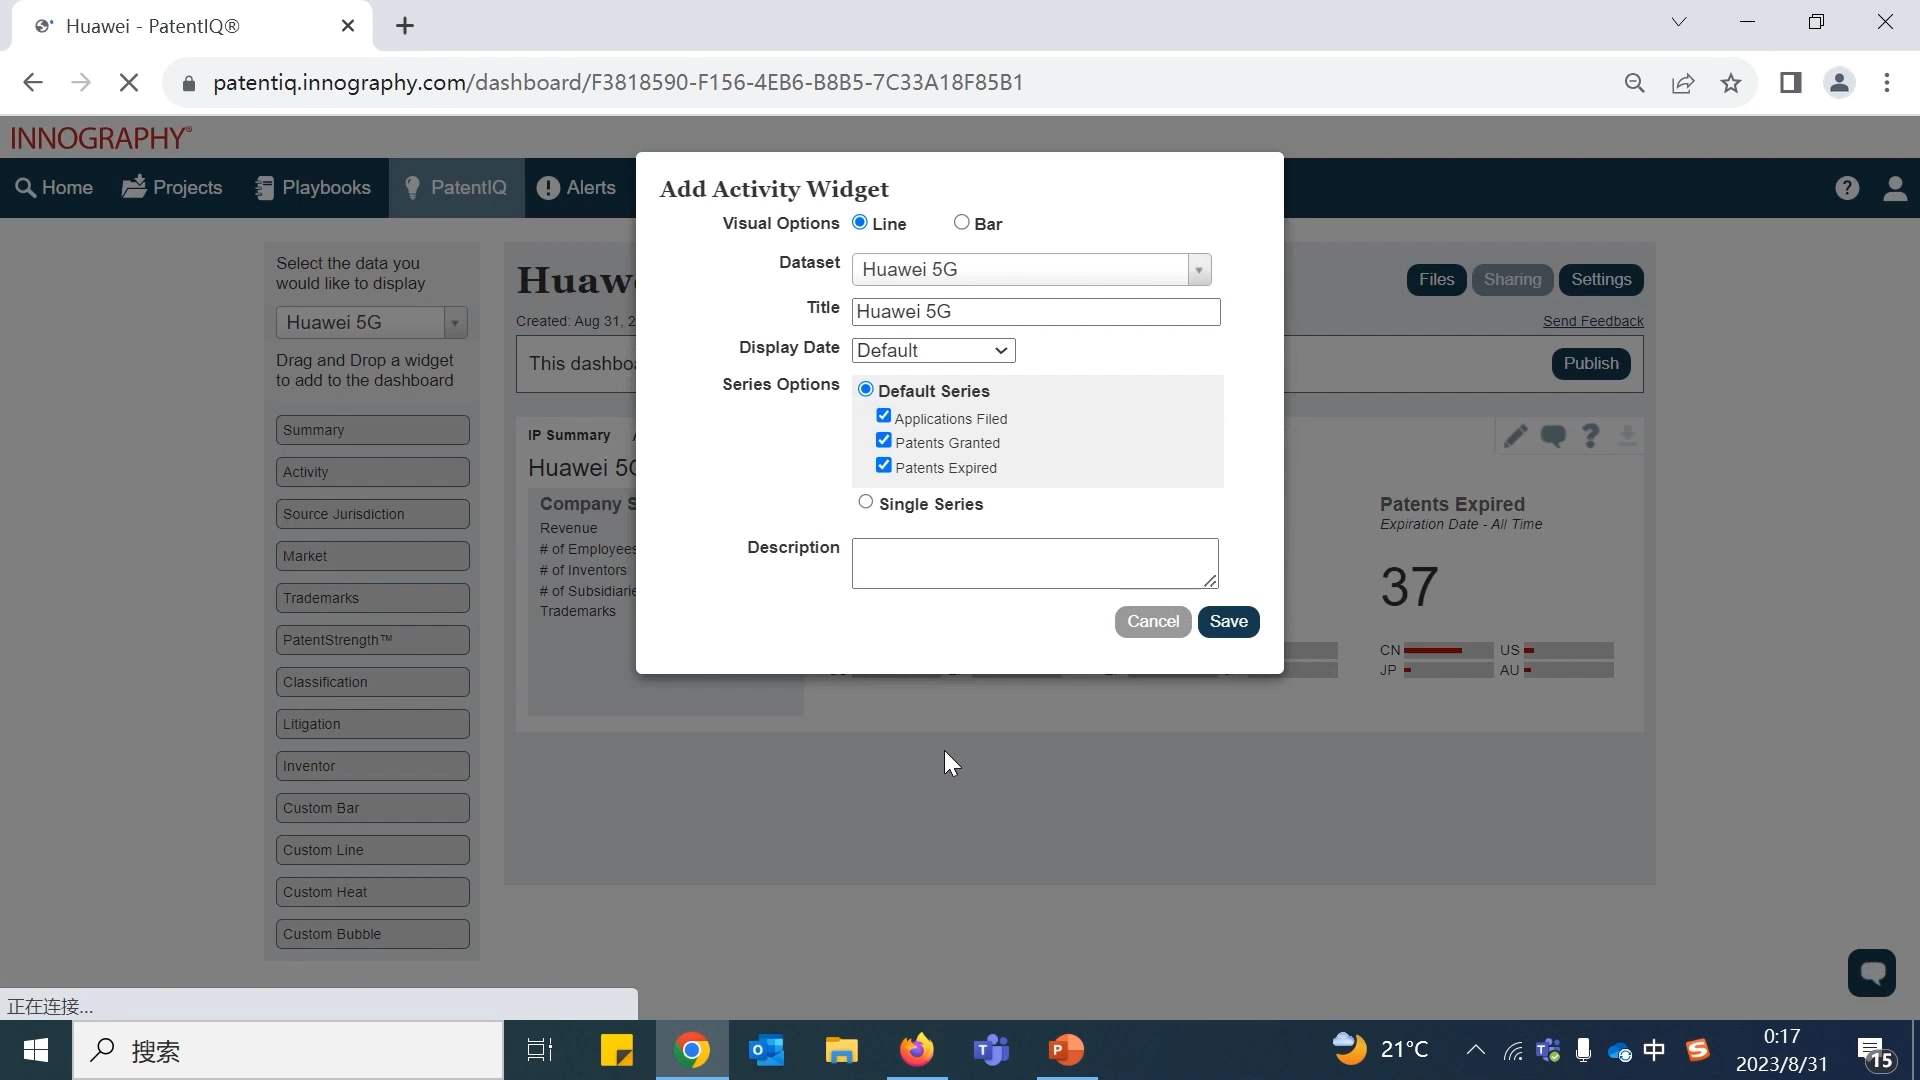 Huawei - PatentIQ®
patentiq.innography.com/dashboard/F3818590-F156-4EB6-B8B5-7C33A18F85B1
INNOGRAPHY®
Home
Projects
Playbooks
PatentIQ
Alerts
Select the data you
would like to display
Huawei 5G
Drag and Drop a widget
to add to the dashboard
Summary
Activity
Source Jurisdiction
Market
Trademarks
PatentStrength™
Classification
Litigation
Inventor
Custom Bar
Custom Line
Custom Heat
Custom Bubble
Huaw
Created: Aug 31, 2
This dashbo
Files
Sharing
Settings
Send Feedback
Publish
IP Summary
Huawei 5G
Company S
Revenue
# of Employees
# of Inventors
# of Subsidiarie
Trademarks
Add Activity Widget
Visual Options
Line
Bar
Dataset
Huawei 5G
Title
Huawei 5G
Display Date
Default
Series Options
Default Series
Applications Filed
Patents Granted
Patents Expired
Single Series
Description
Cancel
Save
Patents Expired
Expiration Date - All Time
37
CN
US
JP
AU
正在连接...
搜索
21°C
中
0:17
2023/8/31
15